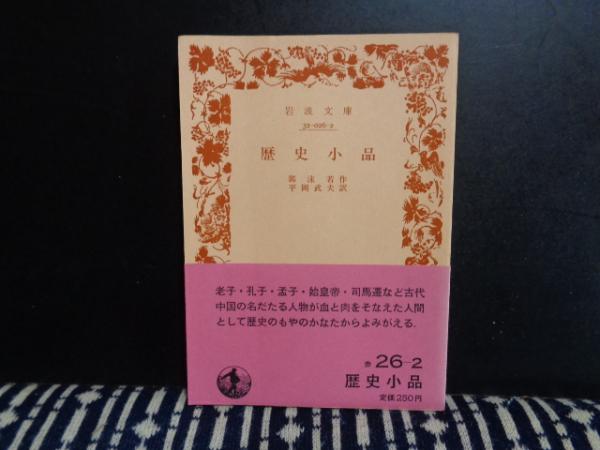 岩波文庫
32-026-2
歴史小品
郭沫若作
平岡武夫訳
老子・孔子・孟子・始皇帝・司馬遷など古代
中国の名だたる人物が血と肉をそなえた人間
として歴史のもやのかなたからよみがえる.
赤 26-2
歴史小品
定価250円